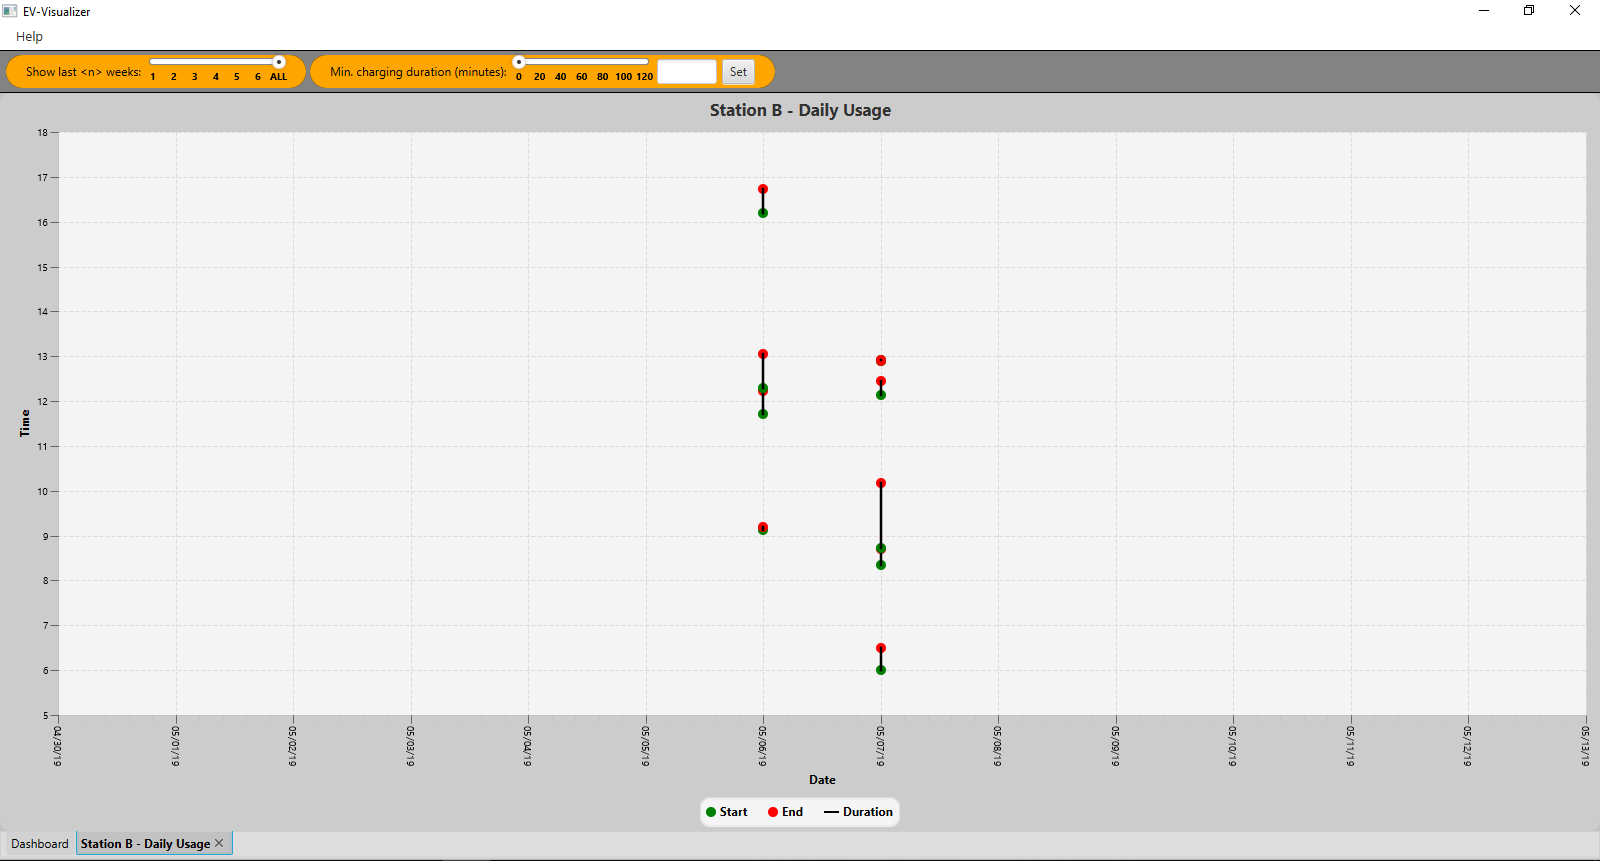 EV-Visualizer
Help
Show last <n> weeks:
1 2 3 4 5 6 ALL
Min. charging duration (minutes):
0 20 40 60 80 100 120
Set
Station B - Daily Usage
18
17
16
15
14
13
12
11
10
9
8
7
6
5
Time
04/30/19
05/01/19
05/02/19
05/03/19
05/04/19
05/05/19
05/06/19
05/07/19
05/08/19
05/09/19
05/10/19
05/11/19
05/12/19
05/13/19
Date
Start End Duration
Dashboard Station B - Daily Usage